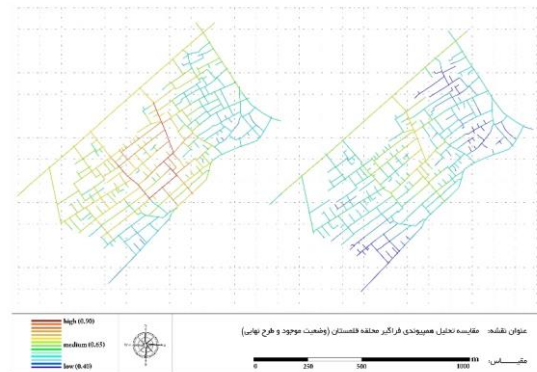 high (0.90)
medium (0.65)
low (0.40)
عنوان نقشه: مقایسه تحلیل همپیوندی فراگیر محله قلمستان (وضعیت موجود و طرح نهایی)
مقیاس:
0 250 500 1000 m